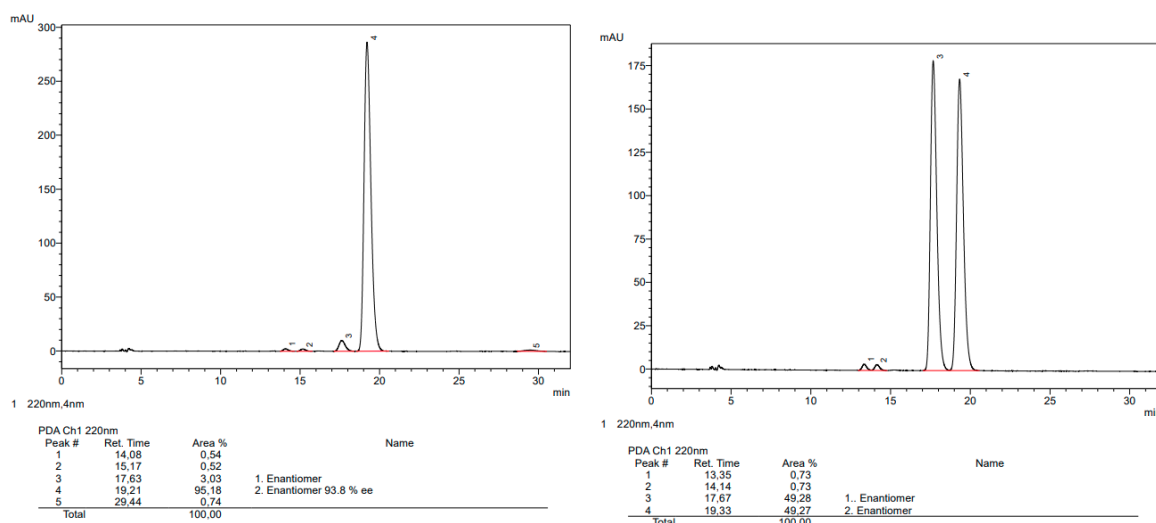 mAU
300
250
200
150
100
50
0
1
2
3
4
5
0 5 10 15 20 25 30
min
1 220nm,4nm
PDA Ch1 220nm
Peak # Ret. Time Area % Name
1 14,08 0,54
2 15,17 0,52
3 17,63 3,03 1. Enantiomer
4 19,21 95,18 2. Enantiomer 93.8 % ee
5 29,44 0,74
Total 100,00
mAU
175
150
125
100
75
50
25
0
1
2
3
4
0 5 10 15 20 25 30
1 220nm,4nm
PDA Ch1 220nm
Peak # Ret. Time Area % Name
1 13,35 0,73
2 14,14 0,73
3 17,67 49,28 1.. Enantiomer
4 19,33 49,27 2. Enantiomer
Total 100,00